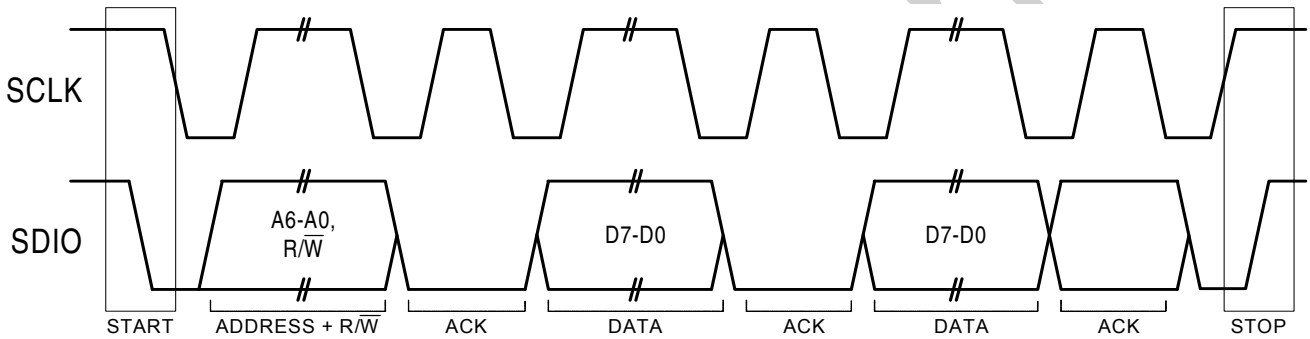 SCLK
SDIO
A6-A0,
R/W̅
D7-D0
D7-D0
START
ADDRESS + R/W̅
ACK
DATA
ACK
DATA
ACK
STOP